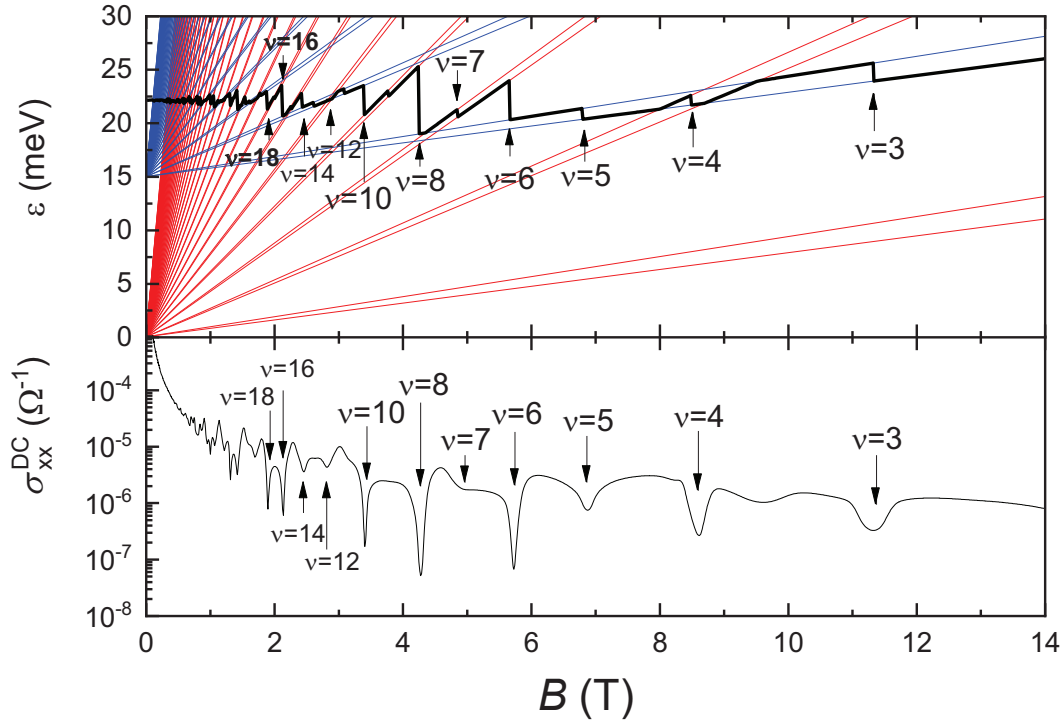 30
25
20
15
10
5
0
ε (meV)
ν=16
ν=7
ν=18
ν=12
ν=14
ν=10
ν=8
ν=6
ν=5
ν=4
ν=3
10⁻⁴
10⁻⁵
10⁻⁶
10⁻⁷
10⁻⁸
σxxᴰꟲ (Ω⁻¹)
ν=16
ν=18
ν=10
ν=8
ν=7
ν=6
ν=5
ν=4
ν=3
ν=14
ν=12
0 2 4 6 8 10 12 14
B (T)